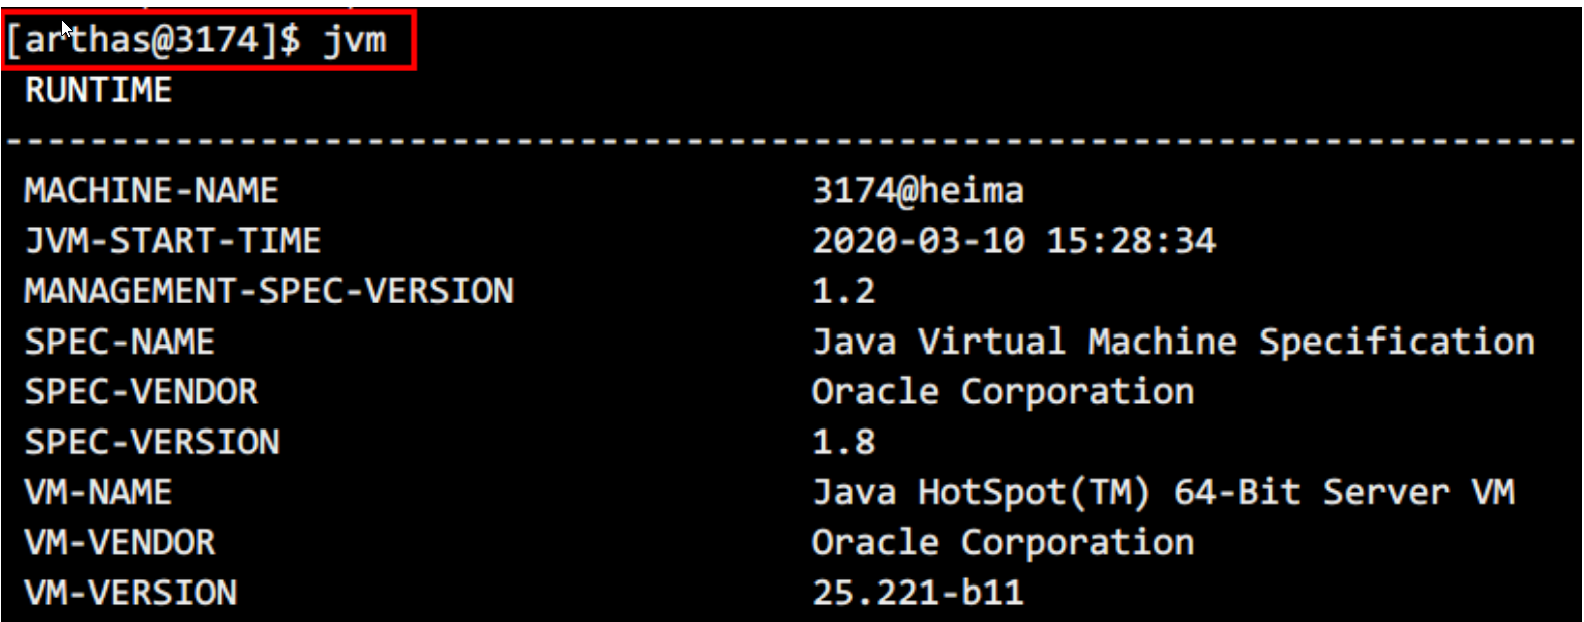 [arthas@3174]$ jvm
RUNTIME
--------------------------------------------------------------------------
MACHINE-NAME 3174@heima
JVM-START-TIME 2020-03-10 15:28:34
MANAGEMENT-SPEC-VERSION 1.2
SPEC-NAME Java Virtual Machine Specification
SPEC-VENDOR Oracle Corporation
SPEC-VERSION 1.8
VM-NAME Java HotSpot(TM) 64-Bit Server VM
VM-VENDOR Oracle Corporation
VM-VERSION 25.221-b11